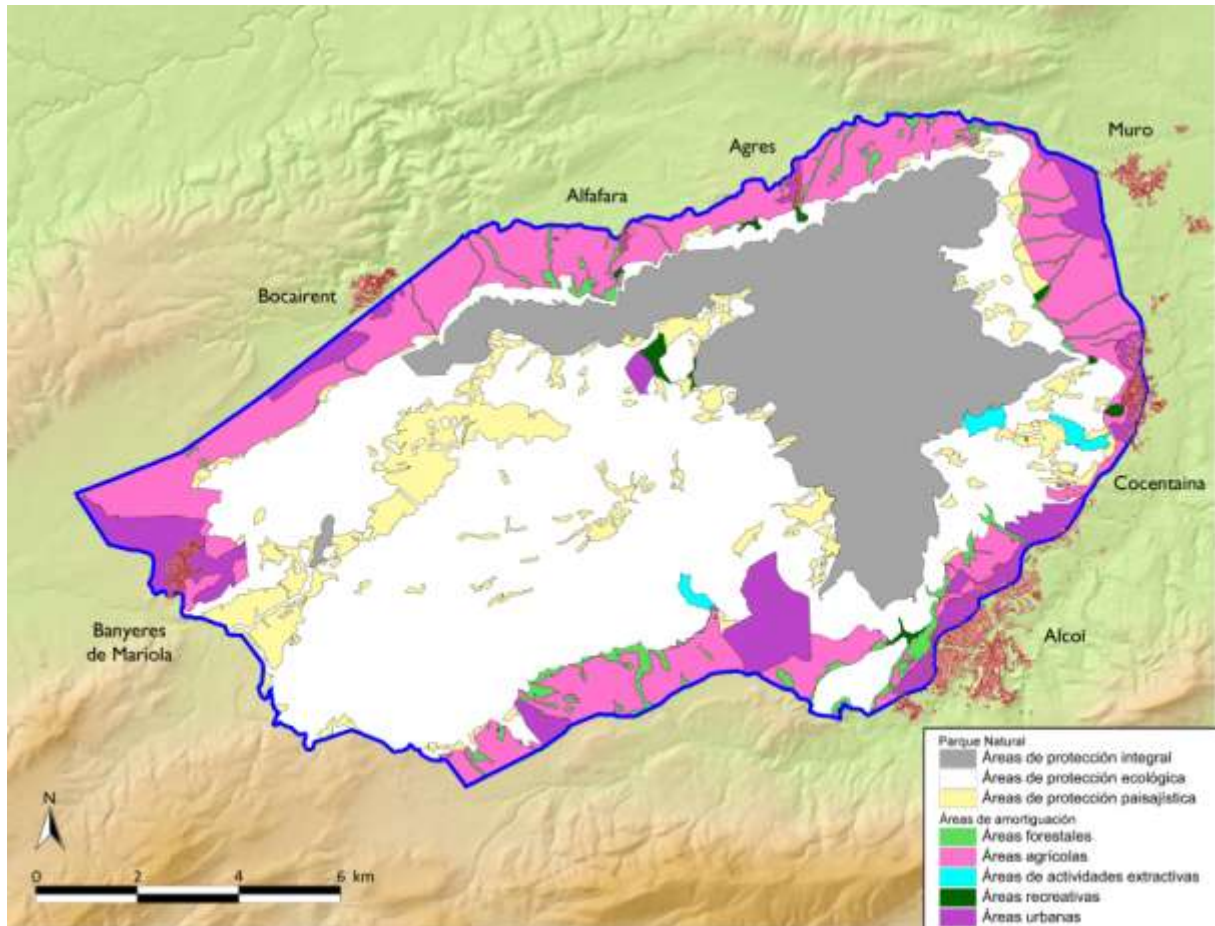 Muro
Agres
Alfafara
Bocairent
Cocentaina
Banyeres
de Mariola
Alcoi
N
0 2 4 6 km
Parque Natural
Áreas de protección integral
Áreas de protección ecológica
Áreas de protección paisajística
Áreas de amortiguación
Áreas forestales
Áreas agrícolas
Áreas de actividades extractivas
Áreas recreativas
Áreas urbanas